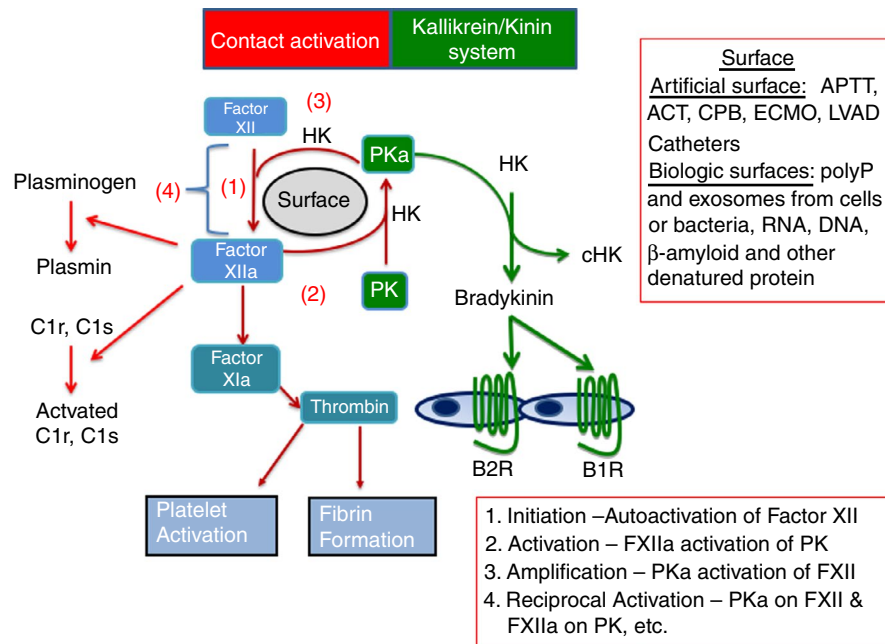 Contact activation
Kallikrein/Kinin
system
Surface
Artificial surface: APTT,
ACT, CPB, ECMO, LVAD
Catheters
Biologic surfaces: polyP
and exosomes from cells
or bacteria, RNA, DNA,
β-amyloid and other
denatured protein
Factor
XII
(3)
HK
PKa
HK
Plasminogen
(4)
(1)
Surface
HK
Plasmin
Factor
XIIa
cHK
(2)
PK
Bradykinin
C1r, C1s
Factor
XIa
Thrombin
Actvated
C1r, C1s
B2R
B1R
Platelet
Activation
Fibrin
Formation
1. Initiation –Autoactivation of Factor XII
2. Activation – FXIIa activation of PK
3. Amplification – PKa activation of FXII
4. Reciprocal Activation – PKa on FXII &
FXIIa on PK, etc.